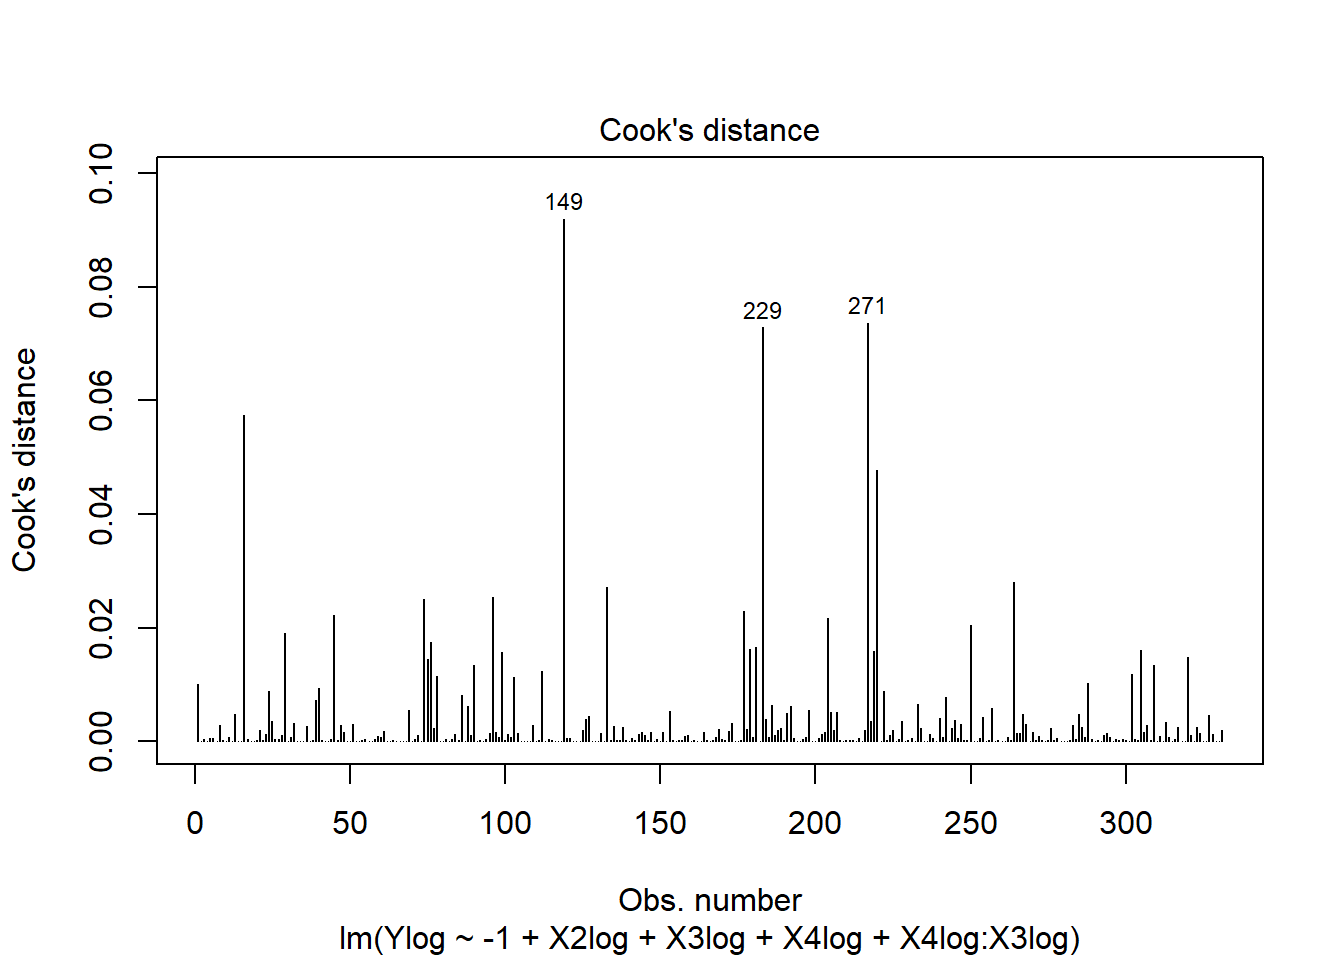 Cook's distance
0.10
149
0.08
229
271
0.06
0.04
0.02
0.00
Cook's distance
0 50 100 150 200 250 300
Obs. number
lm(Ylog ~ -1 + X2log + X3log + X4log + X4log:X3log)